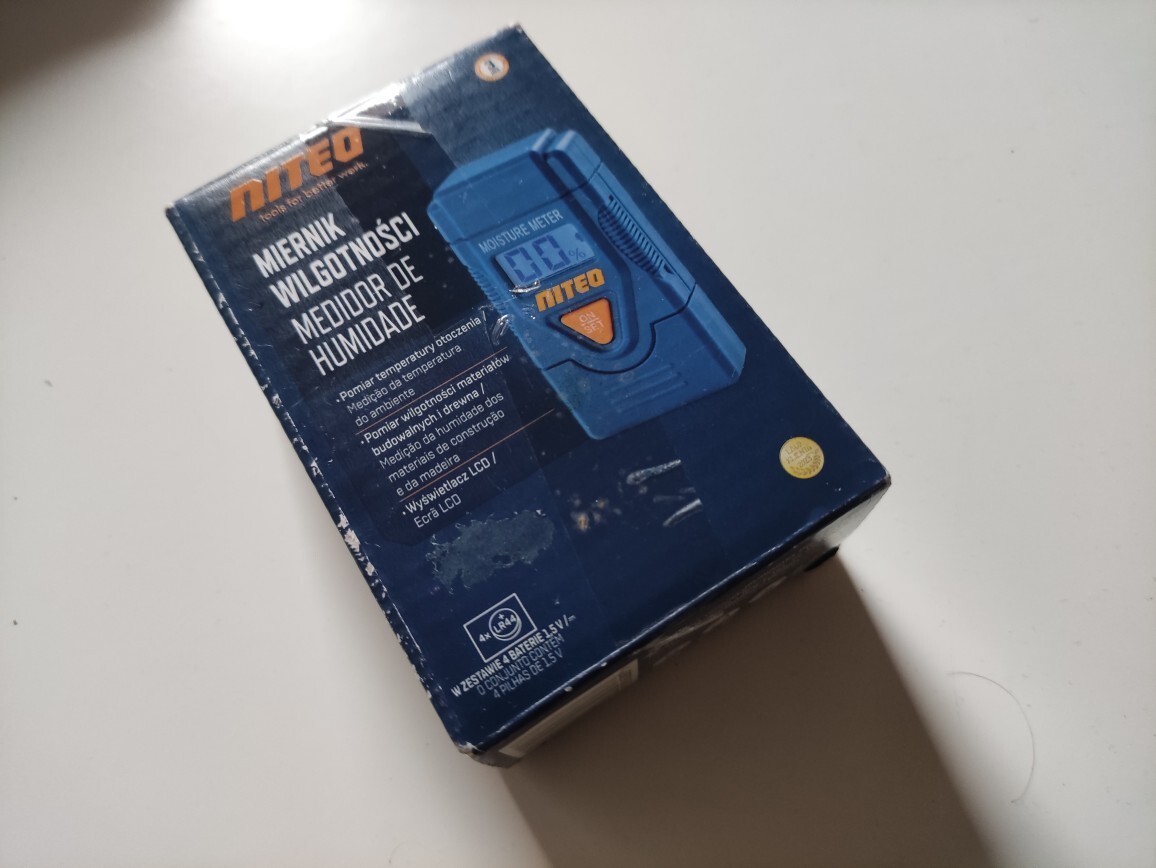 NITEO
tools for better work.
MIERNIK
WILGOTNOŚCI
MEDIDOR DE
HUMIDADE
• Pomiar temperatury otoczenia /
Medição da temperatura
do ambiente
• Pomiar wilgotności materiałów
budowalnych i drewna /
Medição da humidade dos
materiais de construção
e da madeira
• Wyświetlacz LCD /
Ecrã LCD
4x LR44
W ZESTAWIE 4 BATERIE 1,5 V/⎓
O CONJUNTO CONTÉM
4 PILHAS DE 1,5 V
MOISTURE METER
00%
NITEO
ON
SET